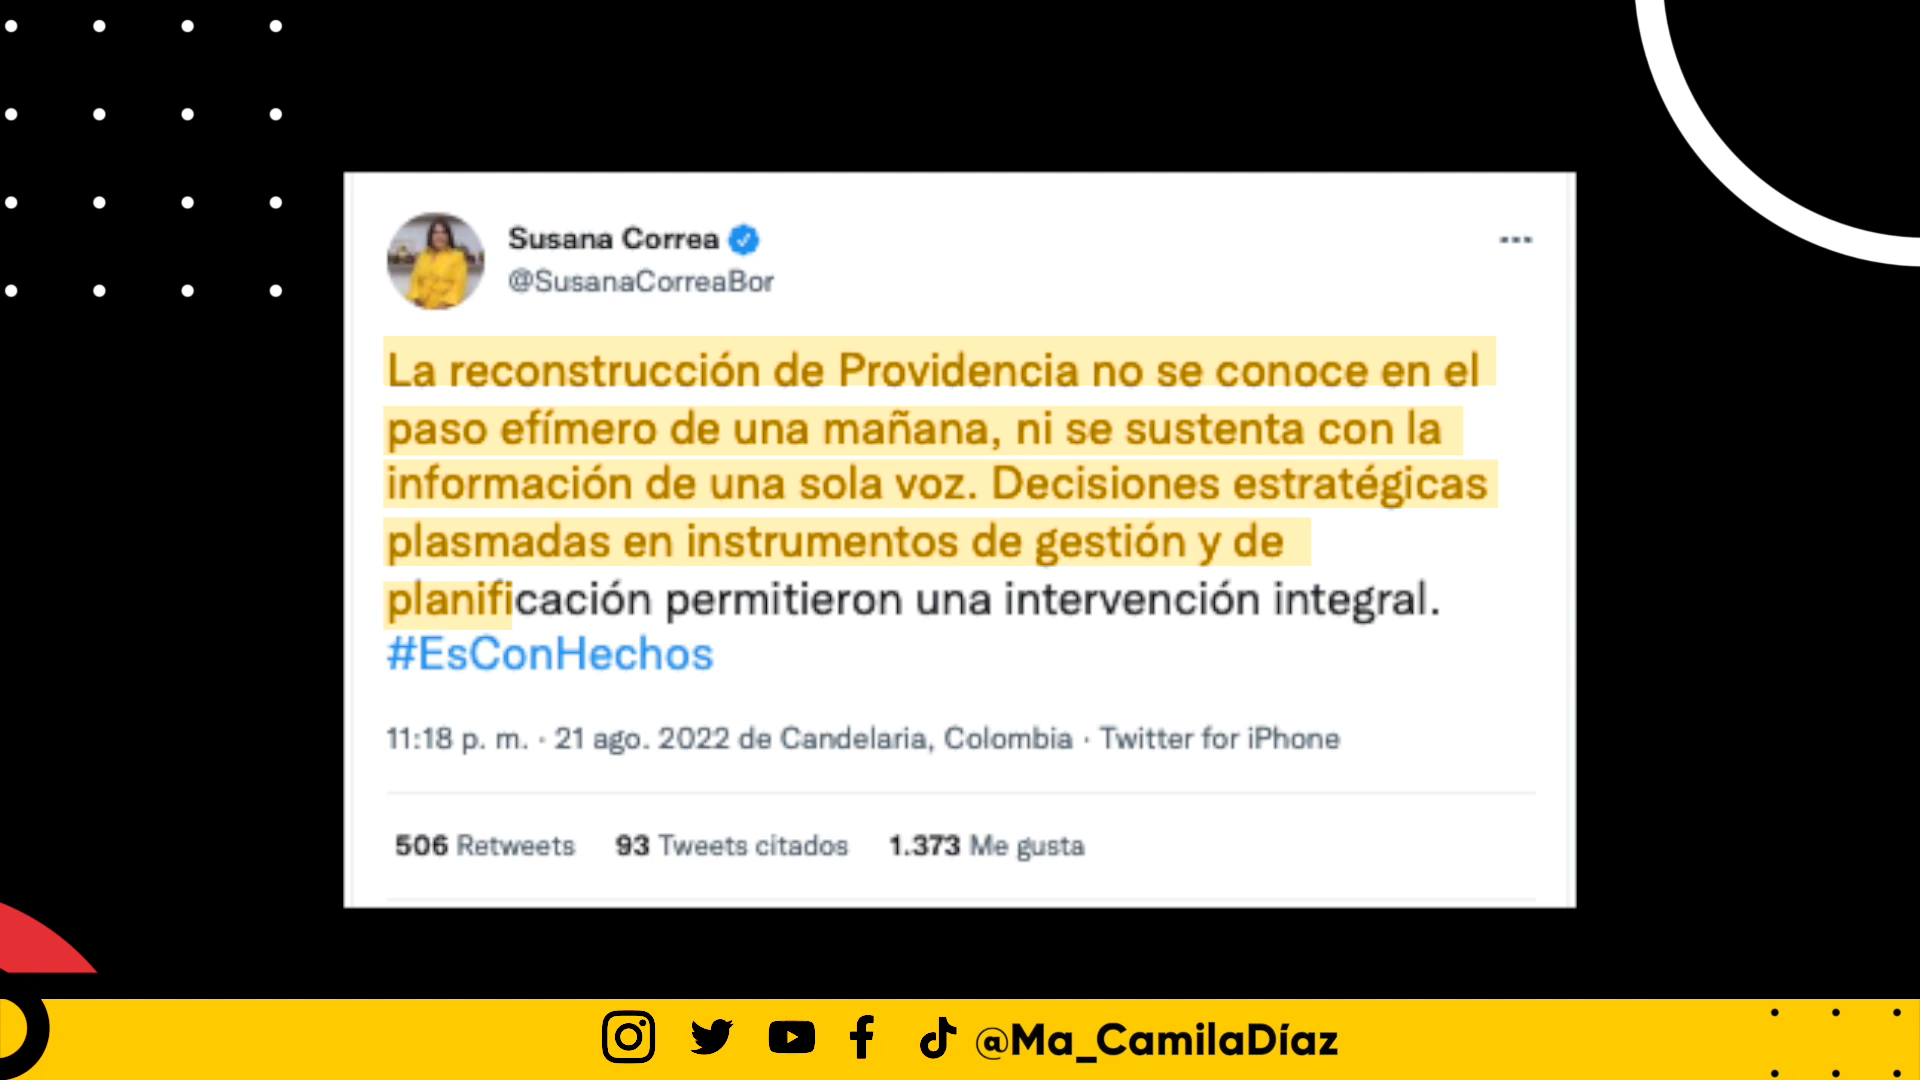 Susana Correa
@SusanaCorreaBor
La reconstrucción de Providencia no se conoce en el
paso efímero de una mañana, ni se sustenta con la
información de una sola voz. Decisiones estratégicas
plasmadas en instrumentos de gestión y de
planificación permitieron una intervención integral.
#EsConHechos
11:18 p. m. · 21 ago. 2022 de Candelaria, Colombia · Twitter for iPhone
506 Retweets 93 Tweets citados 1.373 Me gusta
@Ma_CamilaDíaz